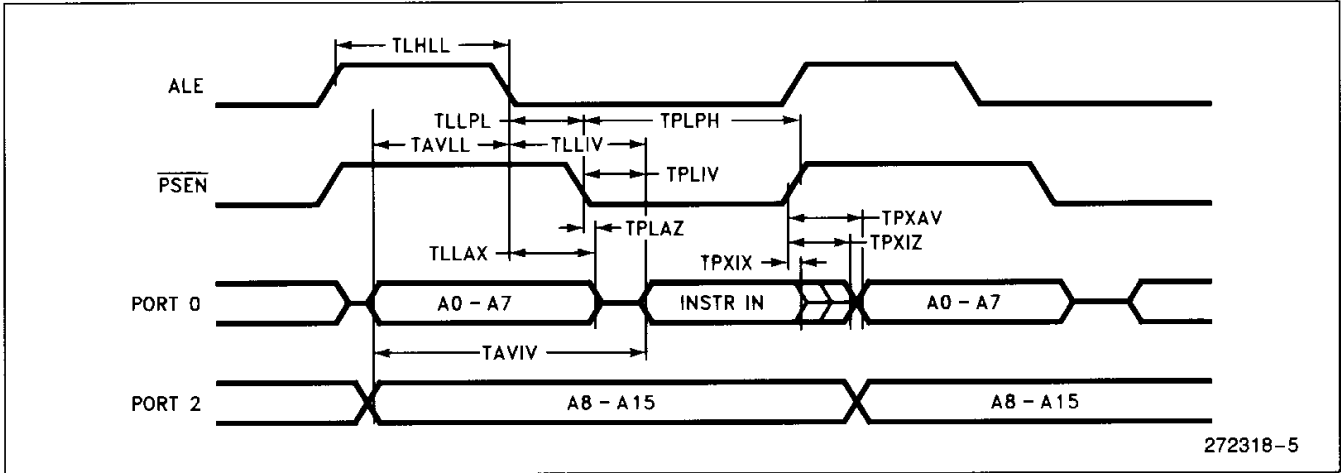 TLHLL
ALE
TLLPL
TPLPH
TAVLL
TLLIV
PSEN
TPLIV
TPXAV
TPLAZ
TPXIZ
TLLAX
TPXIX
PORT 0
A0 – A7
INSTR IN
A0 – A7
TAVIV
PORT 2
A8 – A15
A8 – A15
272318–5